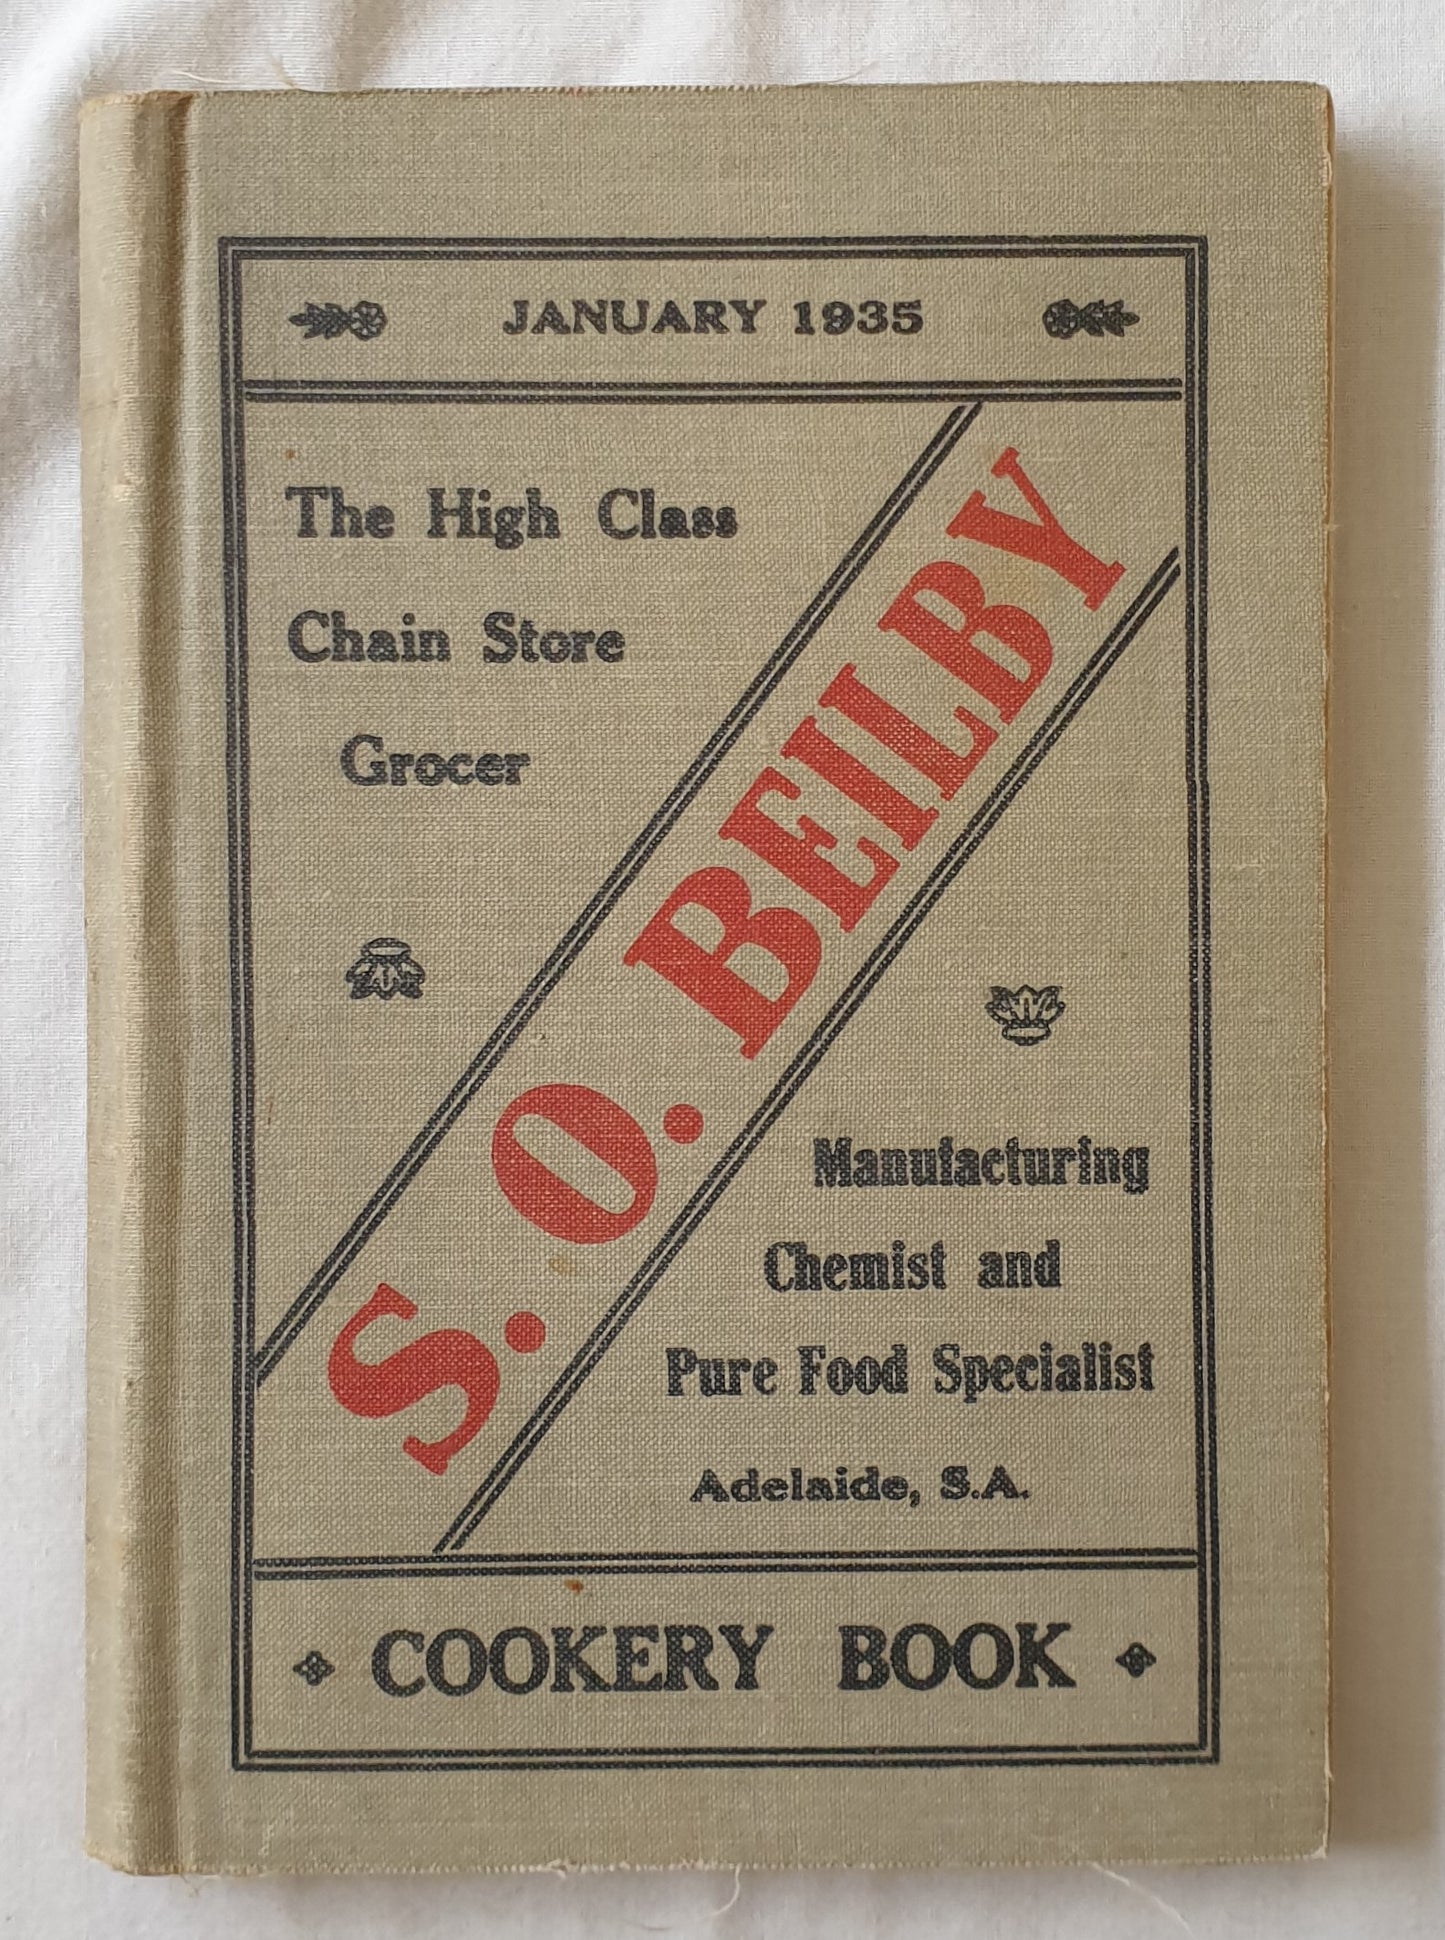 JANUARY 1935
The High Class
Chain Store
Grocer
S. O. BEILBY
Manufacturing
Chemist and
Pure Food Specialist
Adelaide, S.A.
COOKERY BOOK